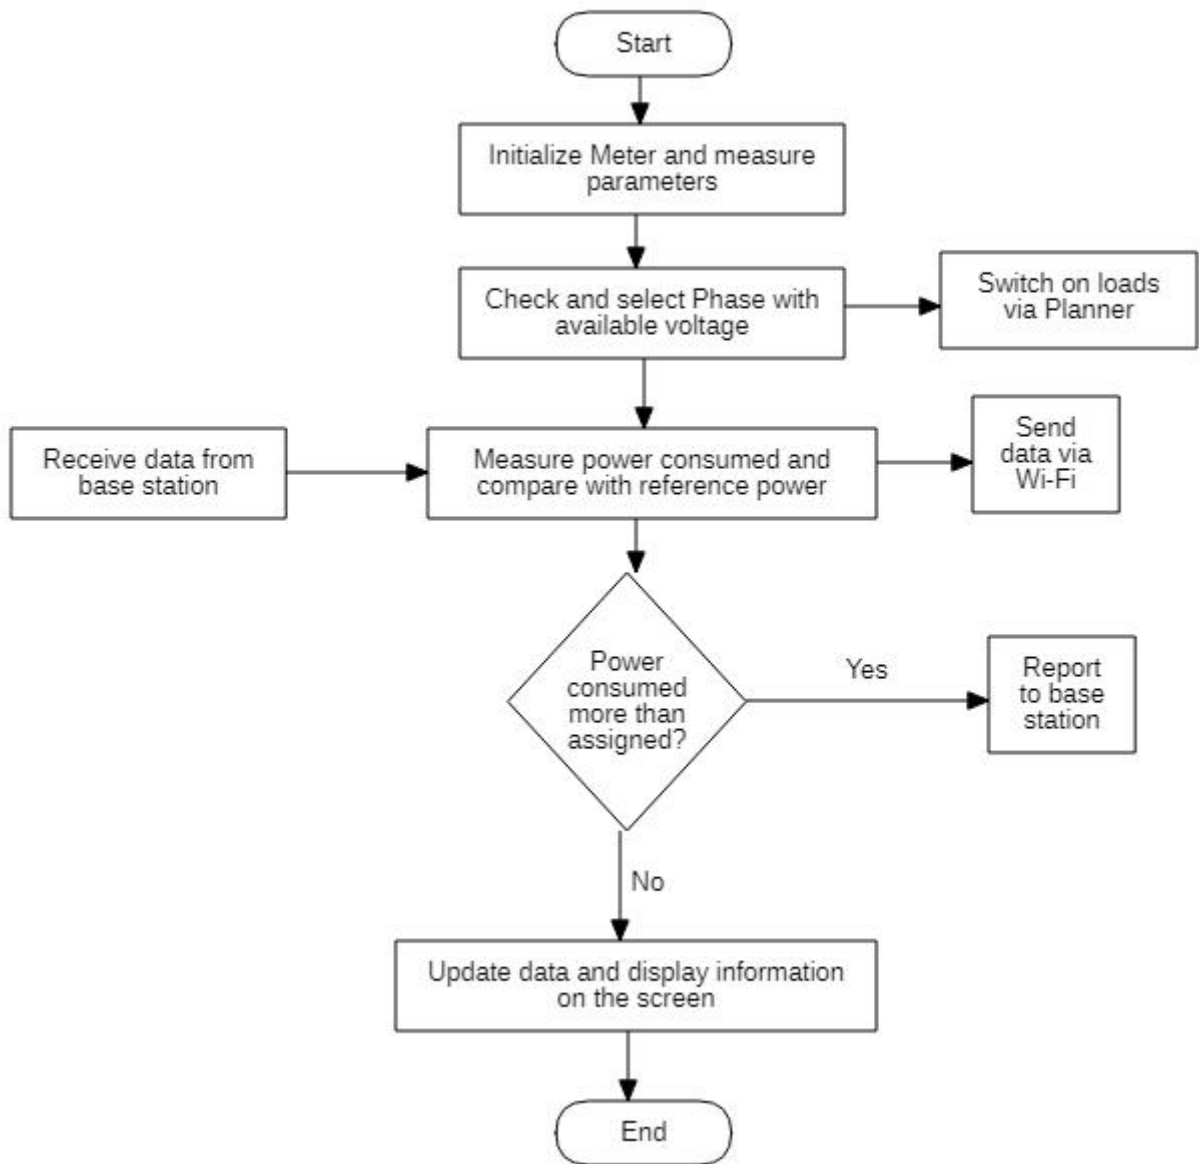 Start
Initialize Meter and measure
parameters
Check and select Phase with
available voltage
Switch on loads
via Planner
Receive data from
base station
Measure power consumed and
compare with reference power
Send
data via
Wi-Fi
Power
consumed
more than
assigned?
Yes
Report
to base
station
No
Update data and display information
on the screen
End